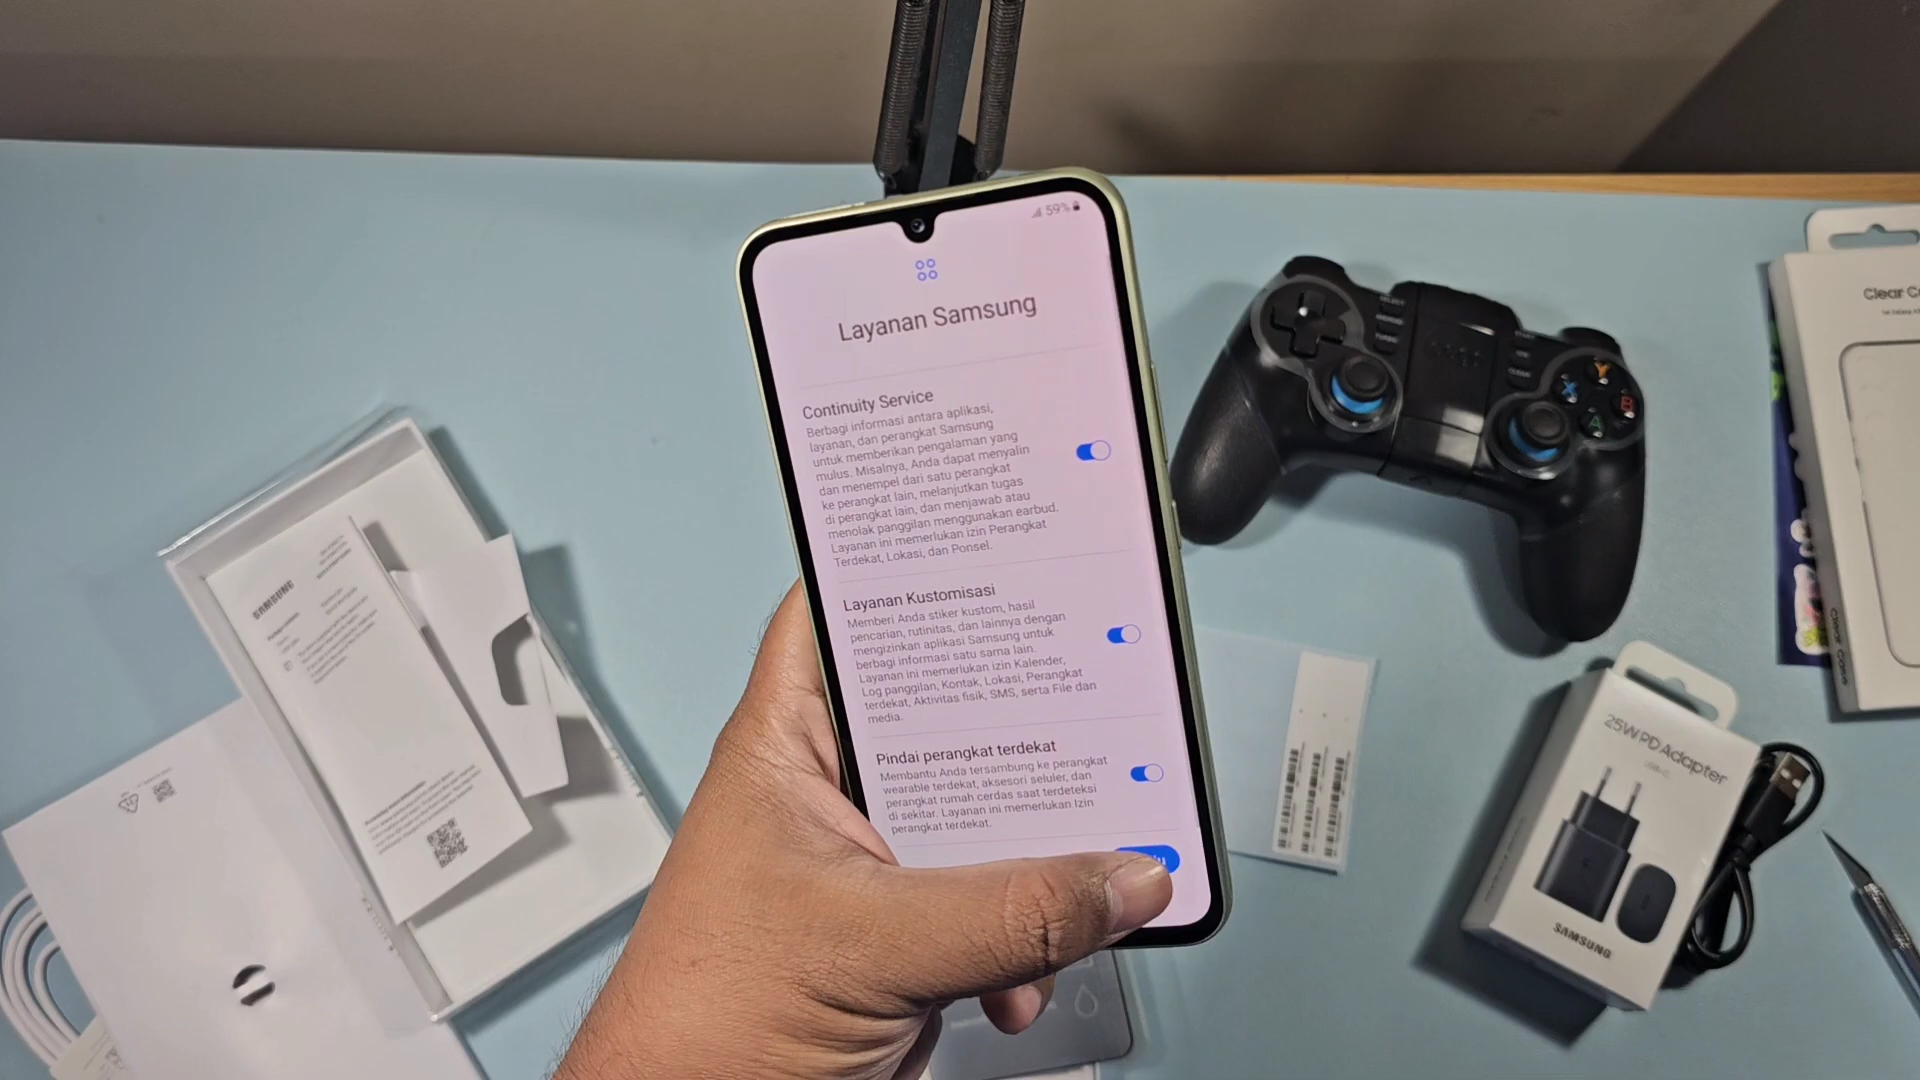 59%
Layanan Samsung
Continuity Service
Berbagi informasi antara aplikasi,
layanan, dan perangkat Samsung
untuk memberikan pengalaman yang
mulus. Misalnya, Anda dapat menyalin
dan menempel dari satu perangkat
ke perangkat lain, melanjutkan tugas
di perangkat lain, dan menjawab atau
menolak panggilan menggunakan earbud.
Layanan ini memerlukan izin Perangkat
Terdekat, Lokasi, dan Ponsel.
Layanan Kustomisasi
Memberi Anda stiker kustom, hasil
pencarian, rutinitas, dan lainnya dengan
mengizinkan aplikasi Samsung untuk
berbagi informasi satu sama lain.
Layanan ini memerlukan izin Kalender,
Log panggilan, Kontak, Lokasi, Perangkat
terdekat, Aktivitas fisik, SMS, serta File dan
media.
Pindai perangkat terdekat
Membantu Anda tersambung ke perangkat
wearable terdekat, aksesori seluler, dan
perangkat rumah cerdas saat terdeteksi
di sekitar. Layanan ini memerlukan Izin
perangkat terdekat.
SAMSUNG
SELECT
TURBO
CLEAR
Y
X
B
A
Clear
25W PD Adapter
USB-C
SAMSUNG